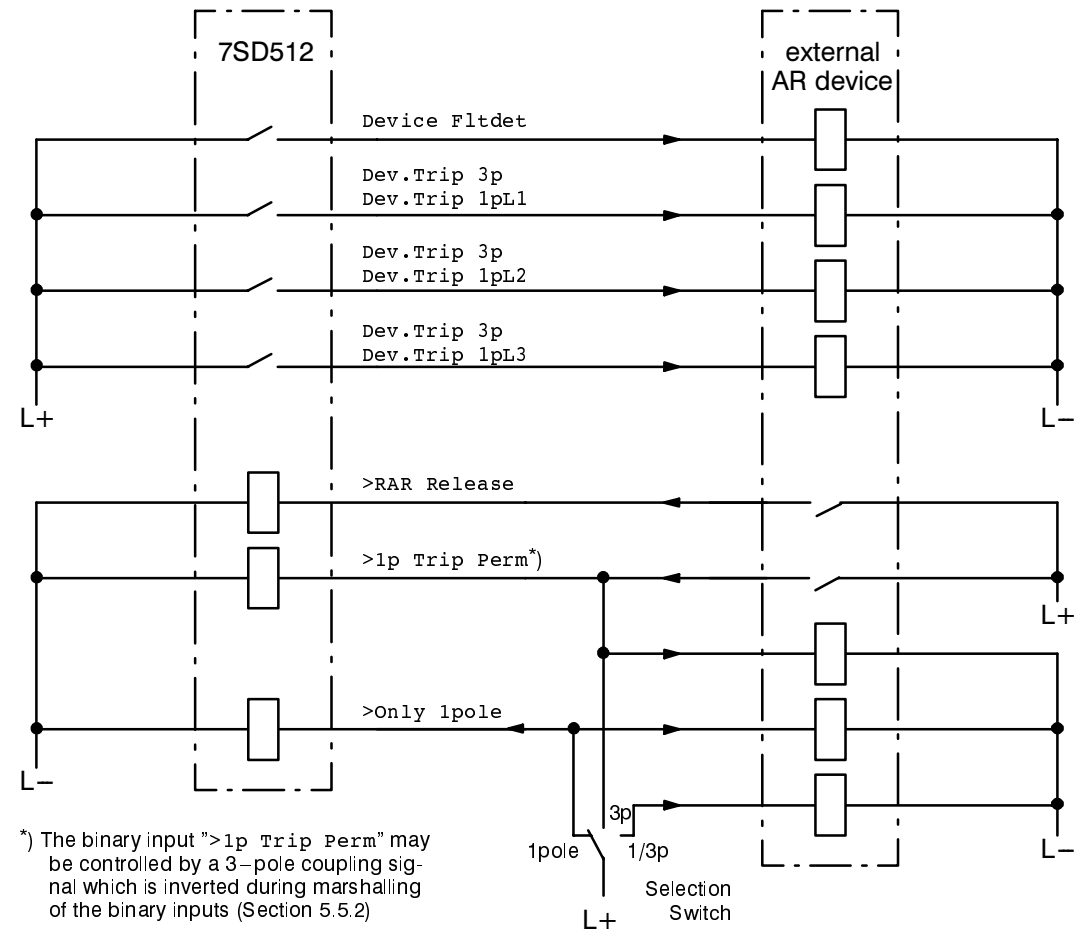 7SD512
external
AR device
Device Fltdet
Dev.Trip 3p
Dev.Trip 1pL1
Dev.Trip 3p
Dev.Trip 1pL2
Dev.Trip 3p
Dev.Trip 1pL3
L+
L−
>RAR Release
>1p Trip Perm*)
L+
>Only 1pole
L−
3p
1pole
1/3p
L−
*) The binary input ">1p Trip Perm" may
be controlled by a 3−pole coupling sig-
nal which is inverted during marshalling
of the binary inputs (Section 5.5.2)
Selection
Switch
L+